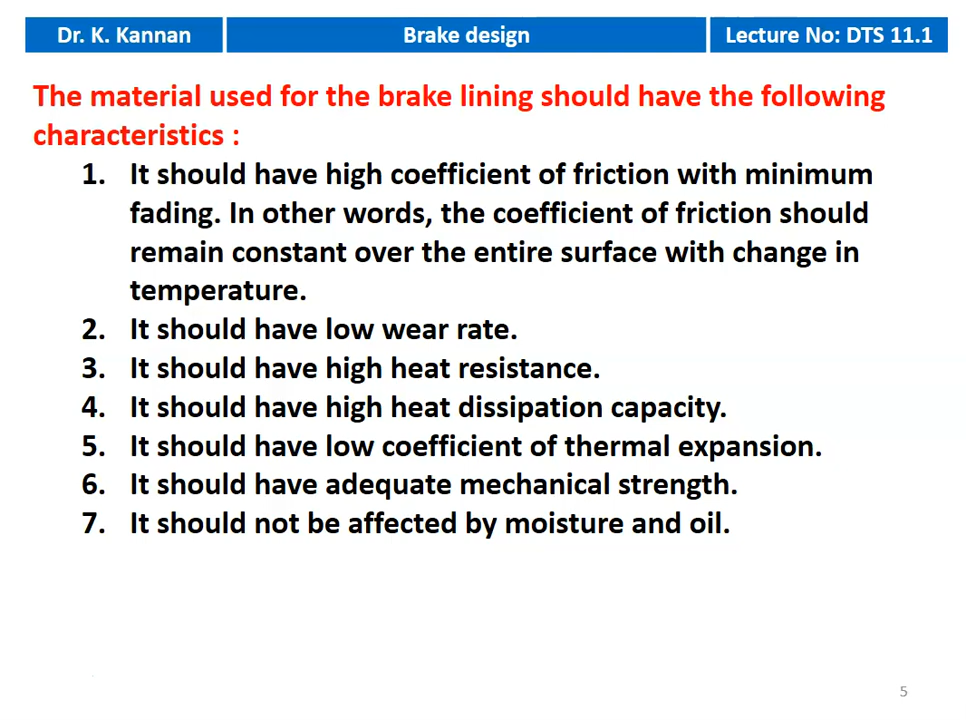 Dr. K. Kannan
Brake design
Lecture No: DTS 11.1
The material used for the brake lining should have the following
characteristics :
1. It should have high coefficient of friction with minimum
fading. In other words, the coefficient of friction should
remain constant over the entire surface with change in
temperature.
2. It should have low wear rate.
3. It should have high heat resistance.
4. It should have high heat dissipation capacity.
5. It should have low coefficient of thermal expansion.
6. It should have adequate mechanical strength.
7. It should not be affected by moisture and oil.
5